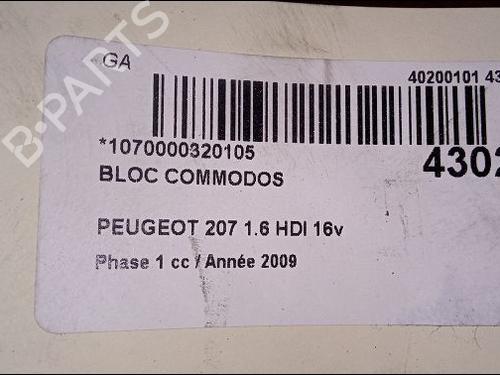 GA
40200101 43
*1070000320105
4302
BLOC COMMODOS
PEUGEOT 207 1.6 HDI 16v
Phase 1 cc / Année 2009
B-PARTS